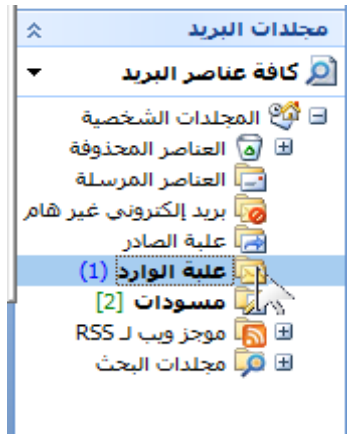 مجلدات البريد
كافة عناصر البريد
المجلدات الشخصية
العناصر المحذوفة
العناصر المرسلة
بريد إلكتروني غير هام
علبة الصادر
علبة الوارد (1)
مسودات [2]
موجز ويب لـ RSS
مجلدات البحث